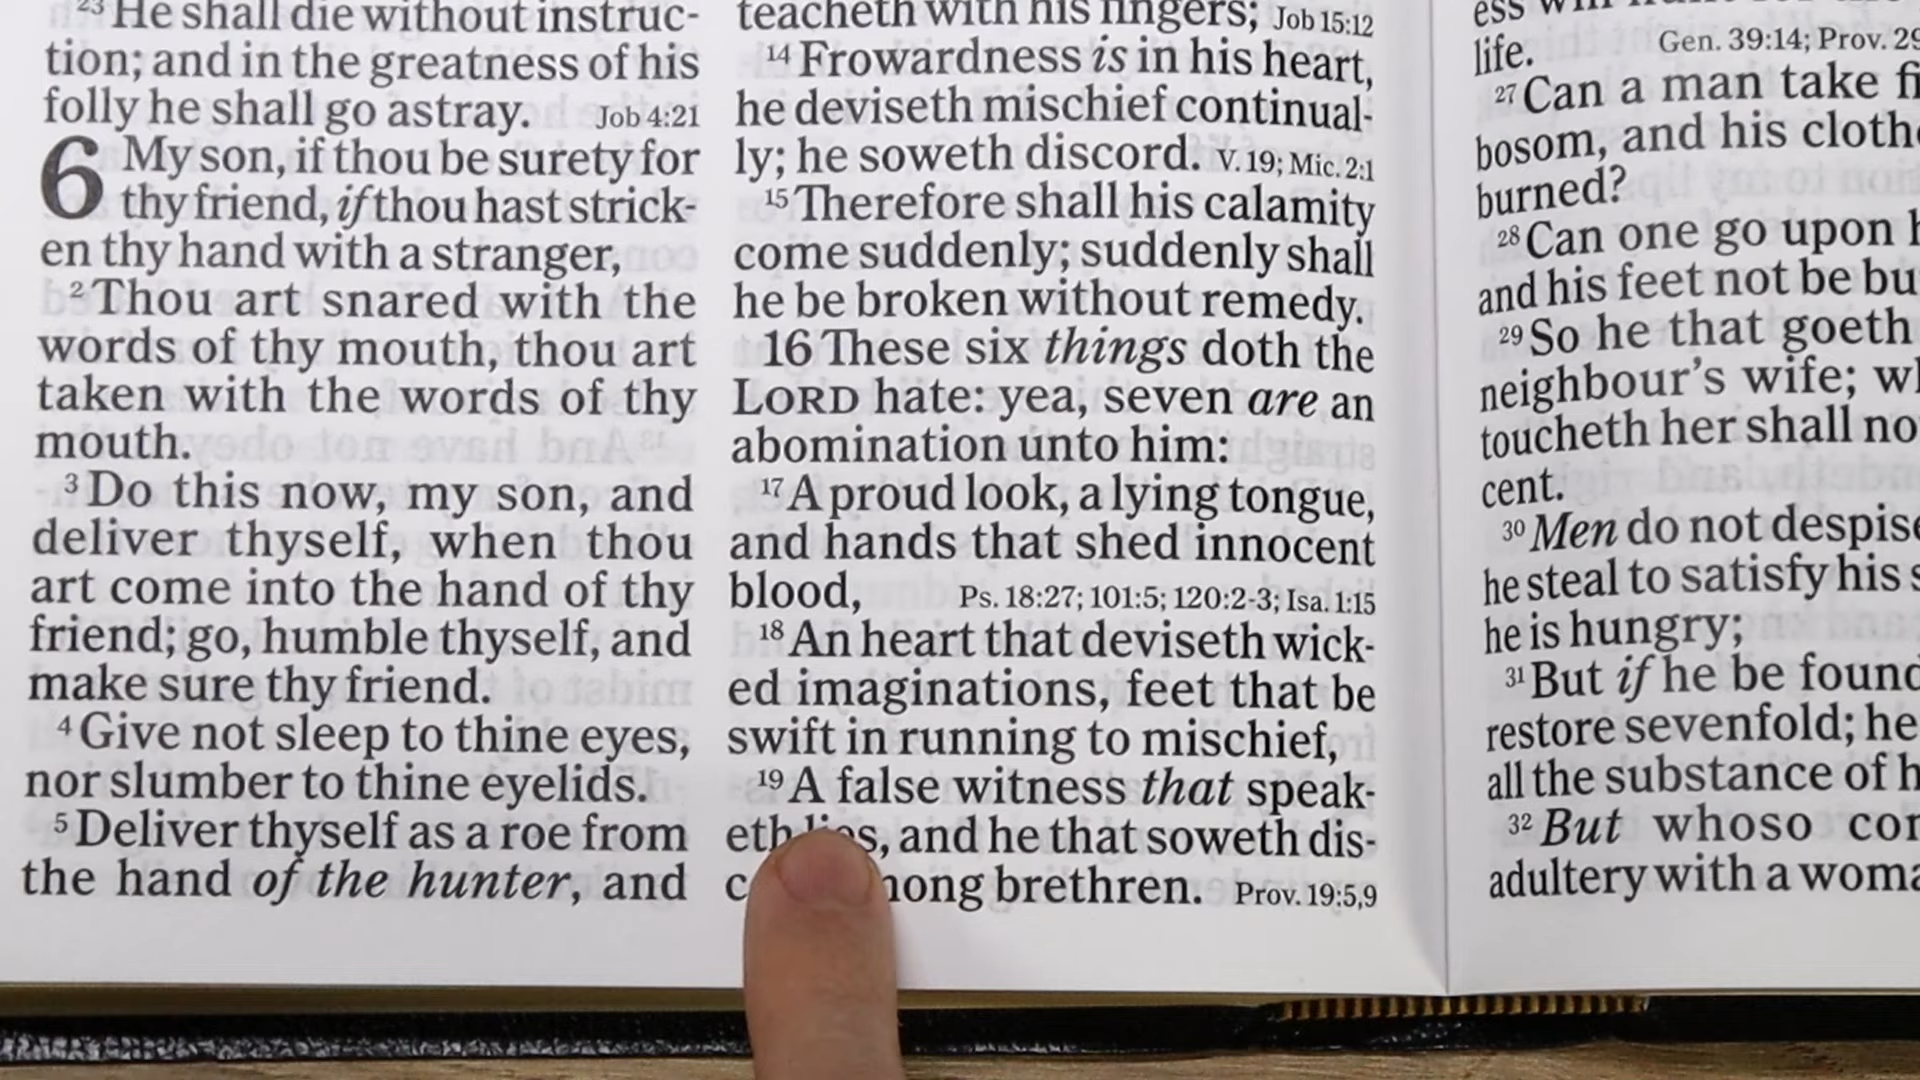 23 He shall die without instruc-
tion; and in the greatness of his
folly he shall go astray. Job 4:21
6 My son, if thou be surety for
thy friend, if thou hast strick-
en thy hand with a stranger,
2 Thou art snared with the
words of thy mouth, thou art
taken with the words of thy
mouth.
3 Do this now, my son, and
deliver thyself, when thou
art come into the hand of thy
friend; go, humble thyself, and
make sure thy friend.
4 Give not sleep to thine eyes,
nor slumber to thine eyelids.
5 Deliver thyself as a roe from
the hand of the hunter, and
teacheth with his fingers; Job 15:12
14 Frowardness is in his heart,
he deviseth mischief continual-
ly; he soweth discord. V. 19; Mic. 2:1
15 Therefore shall his calamity
come suddenly; suddenly shall
he be broken without remedy.
16 These six things doth the
LORD hate: yea, seven are an
abomination unto him:
17 A proud look, a lying tongue,
and hands that shed innocent
blood, Ps. 18:27; 101:5; 120:2-3; Isa. 1:15
18 An heart that deviseth wick-
ed imaginations, feet that be
swift in running to mischief,
19 A false witness that speak-
eth lies, and he that soweth dis-
brethren. Prov. 19:5,9
life. Gen. 39:14; Prov. 29
27 Can a man take
bosom, and his
burned?
28 Can one go upon
and his feet not be
29 So he that goeth
neighbour's wife;
toucheth her shall
cent.
30 Men do not
he steal to satisfy his
he is hungry;
31 But if he be found
restore sevenfold; he
all the substance of
32 But whoso
adultery with a